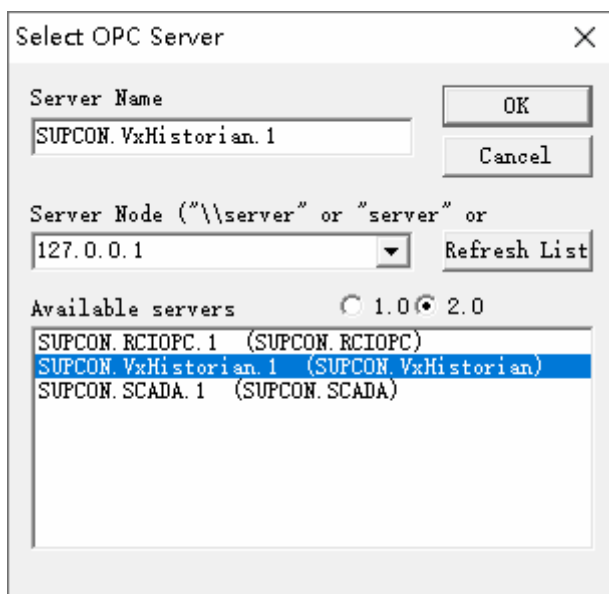 Select OPC Server
Server Name
OK
SUPCON.VxHistorian.1
Cancel
Server Node ("\\server" or "server" or
127.0.0.1
Refresh List
Available servers 1.0 2.0
SUPCON.RCIOPC.1 (SUPCON.RCIOPC)
SUPCON.VxHistorian.1 (SUPCON.VxHistorian)
SUPCON.SCADA.1 (SUPCON.SCADA)